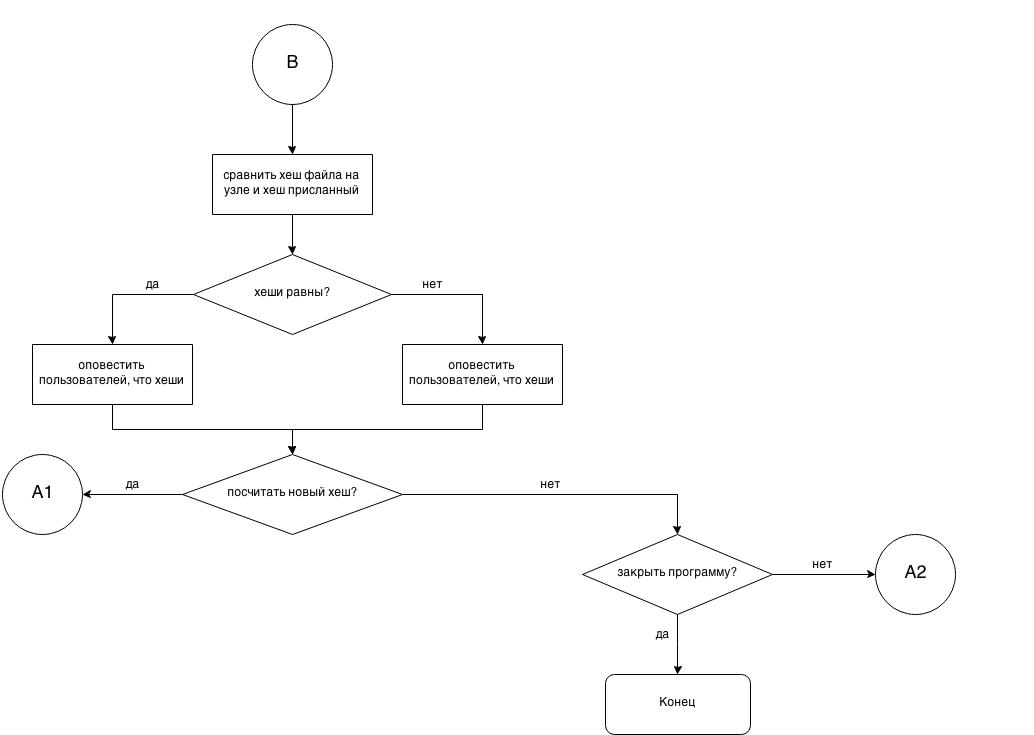 B
сравнить хеш файла на
узле и хеш присланный
хеши равны?
да
нет
оповестить
пользователей, что хеши
оповестить
пользователей, что хеши
A1
да
посчитать новый хеш?
нет
закрыть программу?
нет
A2
да
Конец